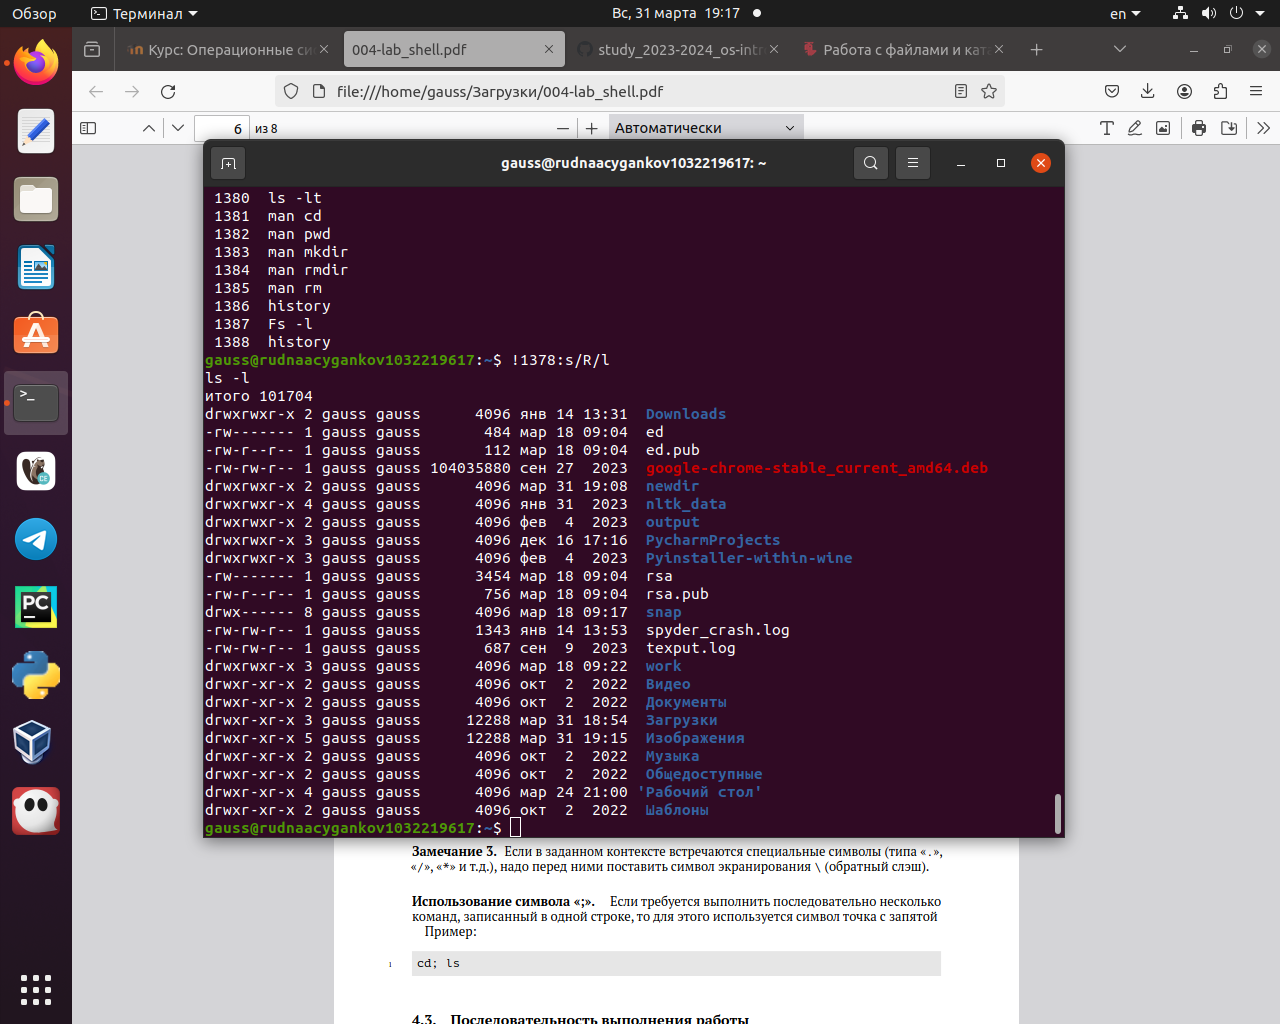 Обзор
Терминал
Вс, 31 марта 19:17
en
Курс: Операционные си
004-lab_shell.pdf
study_2023-2024_os-intr
Работа с файлами и ката
file:///home/gauss/Загрузки/004-lab_shell.pdf
6 из 8
Автоматически
gauss@rudnaacygankov1032219617: ~
1380 ls -lt
1381 man cd
1382 man pwd
1383 man mkdir
1384 man rmdir
1385 man rm
1386 history
1387 Fs -l
1388 history
gauss@rudnaacygankov1032219617:~$ !1378:s/R/l
ls -l
итого 101704
drwxrwxr-x 2 gauss gauss 4096 янв 14 13:31 Downloads
-rw------- 1 gauss gauss 484 мар 18 09:04 ed
-rw-r--r-- 1 gauss gauss 112 мар 18 09:04 ed.pub
-rw-rw-r-- 1 gauss gauss 104035880 сен 27 2023 google-chrome-stable_current_amd64.deb
drwxrwxr-x 2 gauss gauss 4096 мар 31 19:08 newdir
drwxrwxr-x 4 gauss gauss 4096 янв 31 2023 nltk_data
drwxrwxr-x 2 gauss gauss 4096 фев 4 2023 output
drwxrwxr-x 3 gauss gauss 4096 дек 16 17:16 PycharmProjects
drwxrwxr-x 3 gauss gauss 4096 фев 4 2023 Pyinstaller-within-wine
-rw------- 1 gauss gauss 3454 мар 18 09:04 rsa
-rw-r--r-- 1 gauss gauss 756 мар 18 09:04 rsa.pub
drwx------ 8 gauss gauss 4096 мар 18 09:17 snap
-rw-rw-r-- 1 gauss gauss 1343 янв 14 13:53 spyder_crash.log
-rw-rw-r-- 1 gauss gauss 687 сен 9 2023 texput.log
drwxrwxr-x 3 gauss gauss 4096 мар 18 09:22 work
drwxr-xr-x 2 gauss gauss 4096 окт 2 2022 Видео
drwxr-xr-x 2 gauss gauss 4096 окт 2 2022 Документы
drwxr-xr-x 3 gauss gauss 12288 мар 31 18:54 Загрузки
drwxr-xr-x 5 gauss gauss 12288 мар 31 19:15 Изображения
drwxr-xr-x 2 gauss gauss 4096 окт 2 2022 Музыка
drwxr-xr-x 2 gauss gauss 4096 окт 2 2022 Общедоступные
drwxr-xr-x 4 gauss gauss 4096 мар 24 21:00 'Рабочий стол'
drwxr-xr-x 2 gauss gauss 4096 окт 2 2022 Шаблоны
gauss@rudnaacygankov1032219617:~$
Замечание 3. Если в заданном контексте встречаются специальные символы (типа «.»,
«/», «*» и т.д.), надо перед ними поставить символ экранирования \ (обратный слэш).
Использование символа «;». Если требуется выполнить последовательно несколько
команд, записанный в одной строке, то для этого используется символ точка с запятой
Пример:
1 cd; ls
4.3. Последовательность выполнения работы
PC
CE